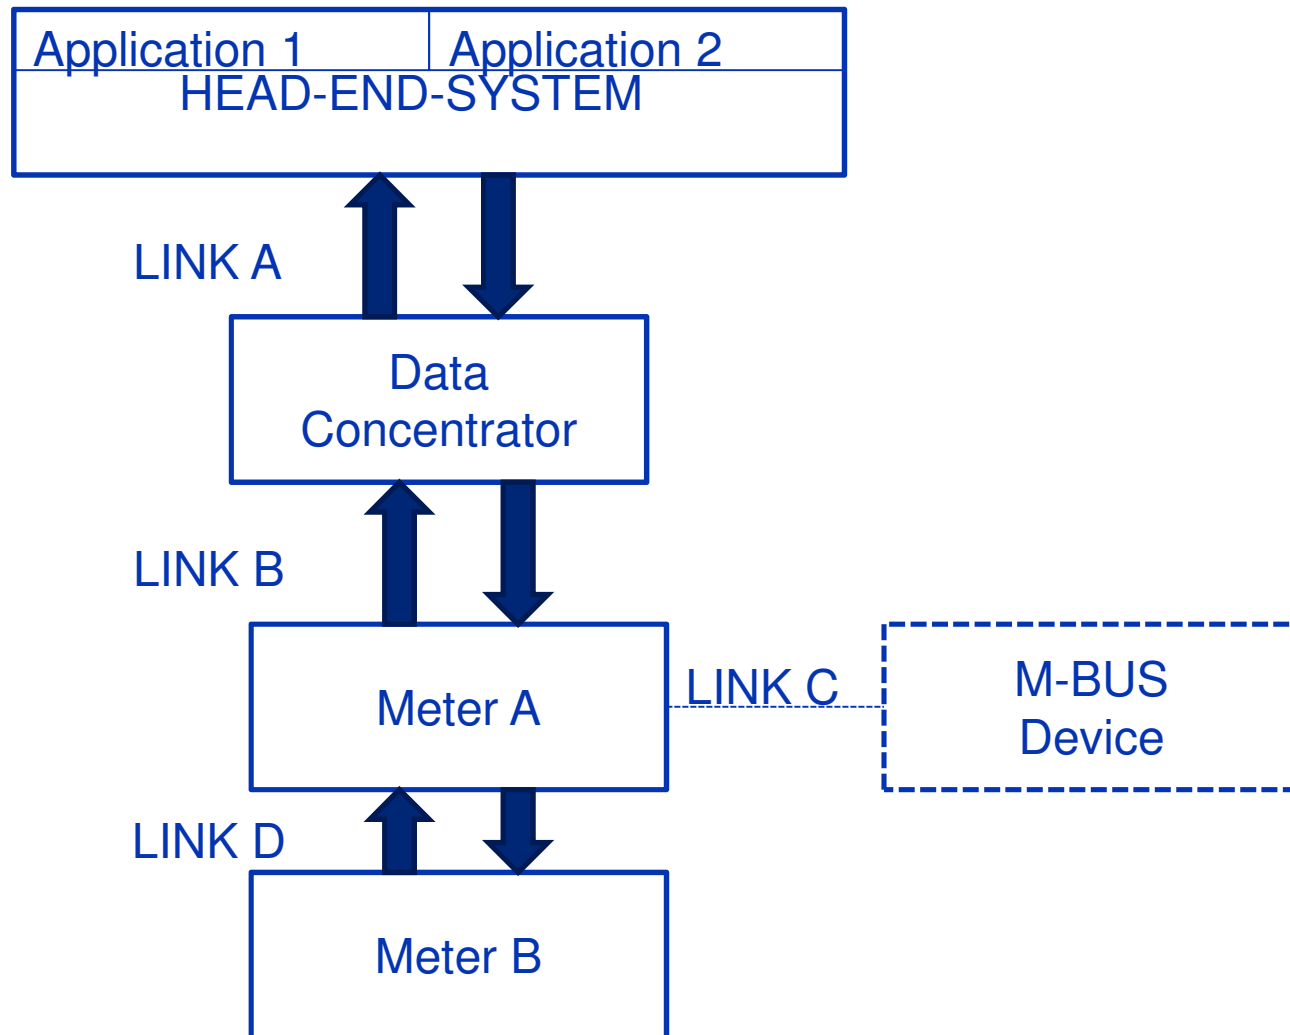 Application 1
Application 2
HEAD-END-SYSTEM
LINK A
Data
Concentrator
LINK B
Meter A
LINK C
M-BUS
Device
LINK D
Meter B